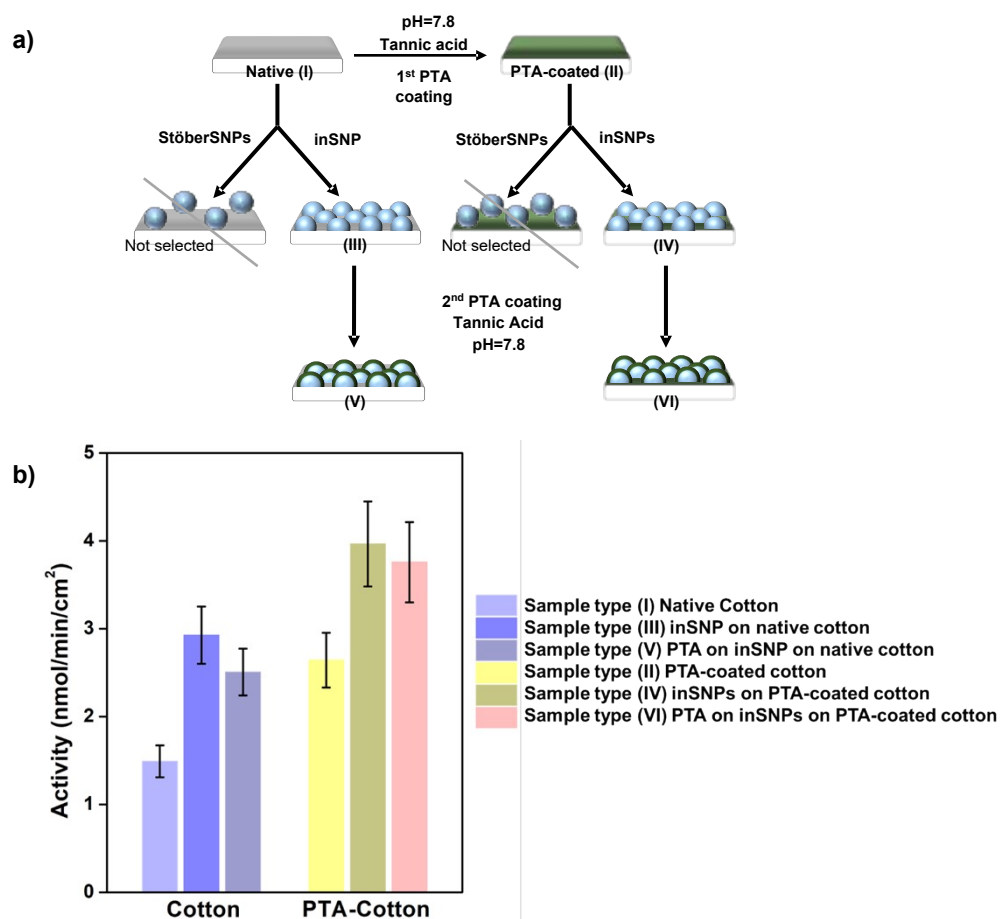 a)
pH=7.8
Tannic acid
Native (I)
1st PTA
coating
PTA-coated (II)
StöberSNPs
inSNP
StöberSNPs
inSNPs
Not selected
(III)
Not selected
(IV)
2nd PTA coating
Tannic Acid
pH=7.8
(V)
(VI)
b)
Activity (nmol/min/cm2)
5
4
3
2
1
0
Cotton
PTA-Cotton
Sample type (I) Native Cotton
Sample type (III) inSNP on native cotton
Sample type (V) PTA on inSNP on native cotton
Sample type (II) PTA-coated cotton
Sample type (IV) inSNPs on PTA-coated cotton
Sample type (VI) PTA on inSNPs on PTA-coated cotton